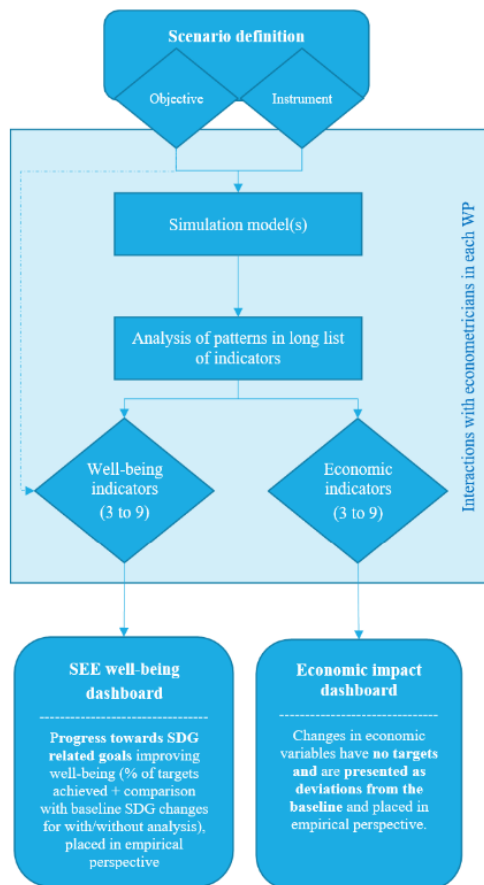 Scenario definition
Objective
Instrument
Simulation model(s)
Analysis of patterns in long list
of indicators
Well-being
indicators
(3 to 9)
Economic
indicators
(3 to 9)
Interactions with econometricians in each WP
SEE well-being
dashboard
Progress towards SDG
related goals improving
well-being (% of targets
achieved + comparison
with baseline SDG changes
for with/without analysis),
placed in empirical
perspective
Economic impact
dashboard
Changes in economic
variables have no targets
and are presented as
deviations from the
baseline and placed in
empirical perspective.